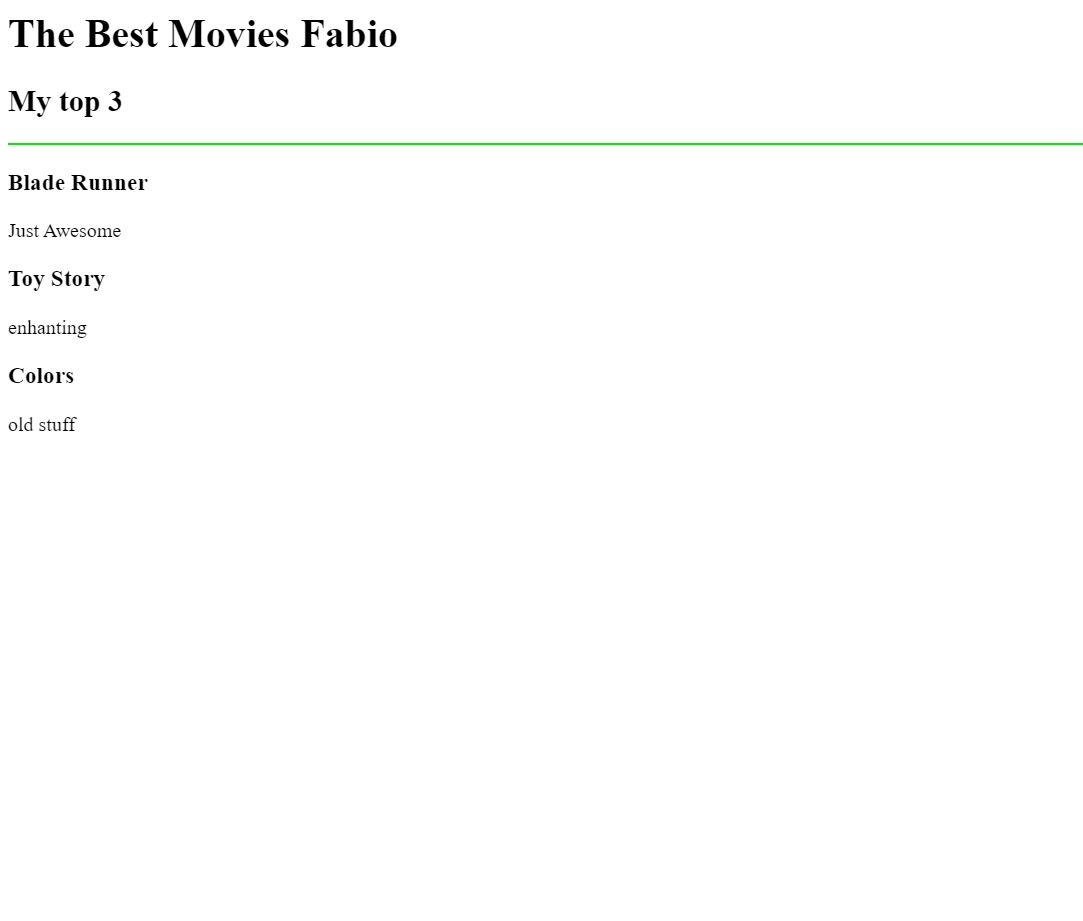 The Best Movies Fabio
My top 3
Blade Runner
Just Awesome
Toy Story
enhanting
Colors
old stuff